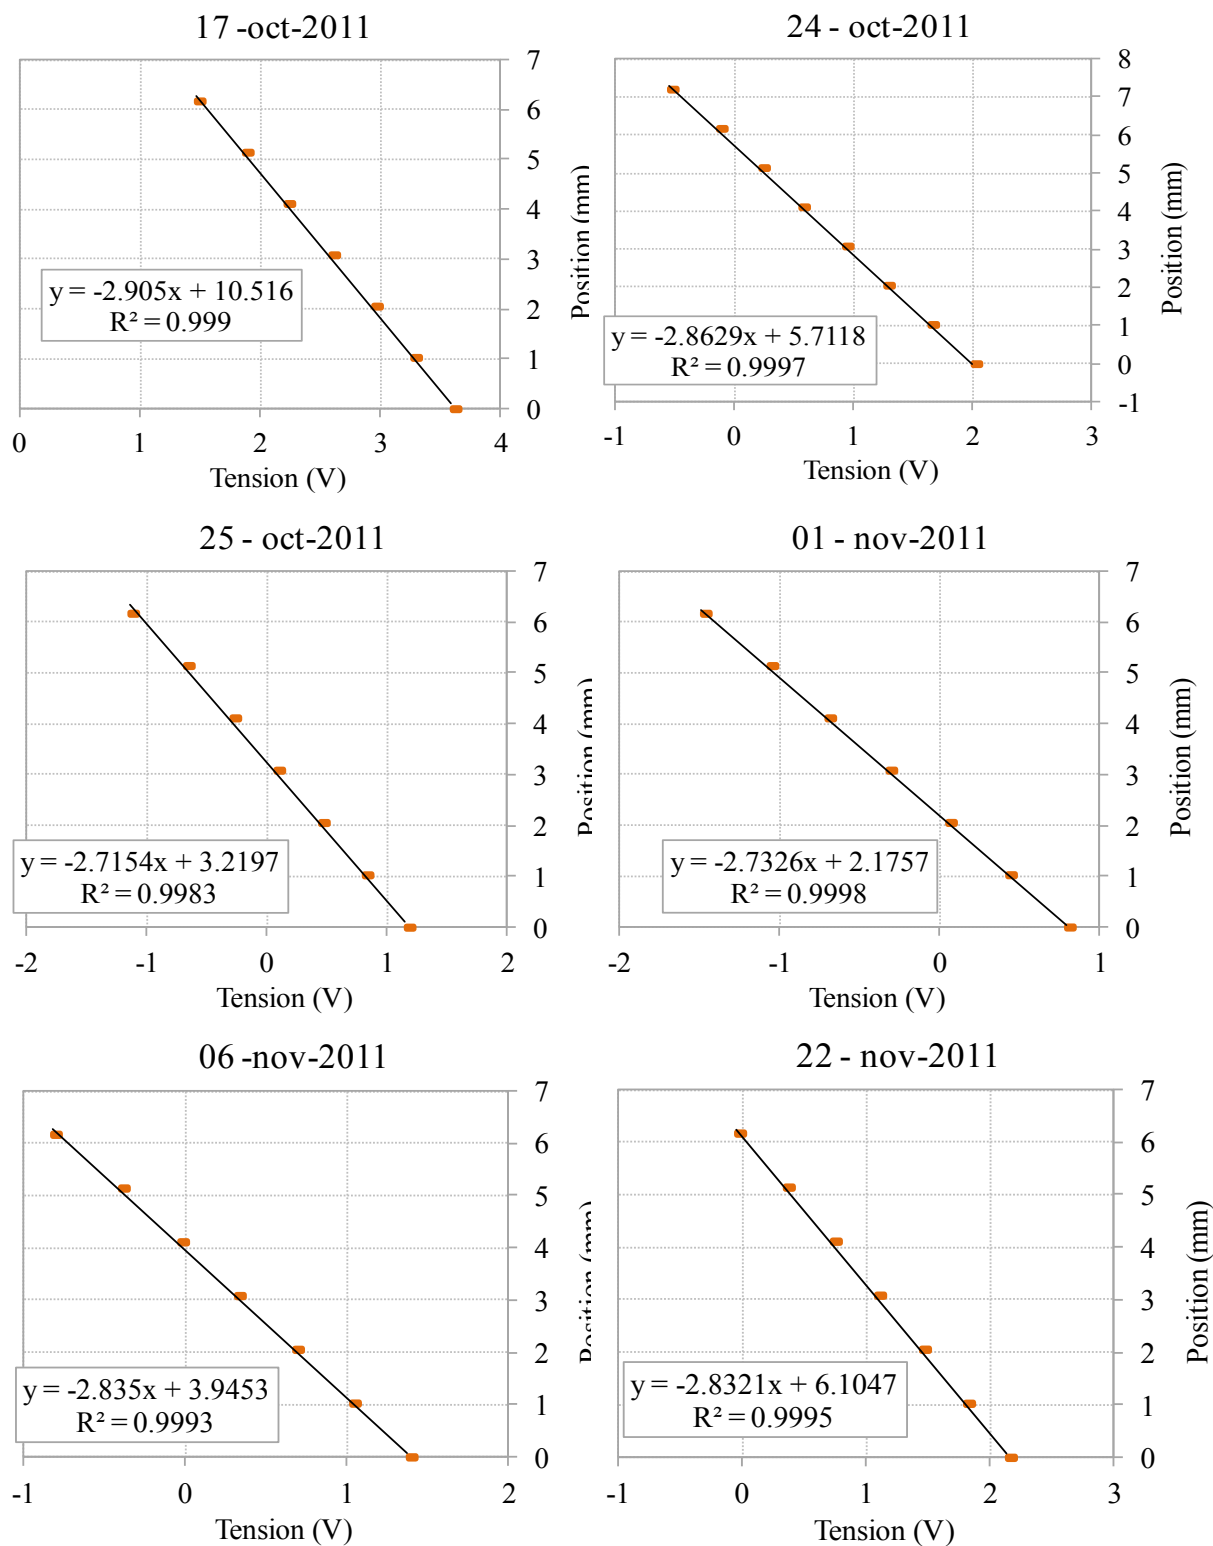 17 -oct-2011
7
6
5
4
3
2
1
0
y = -2.905x + 10.516
R² = 0.999
0 1 2 3 4
Tension (V)
Position (mm)
24 - oct-2011
8
7
6
5
4
3
2
1
0
-1
y = -2.8629x + 5.7118
R² = 0.9997
-1 0 1 2 3
Tension (V)
Position (mm)
25 - oct-2011
7
6
5
4
3
2
1
0
y = -2.7154x + 3.2197
R² = 0.9983
-2 -1 0 1 2
Tension (V)
Position (mm)
01 - nov-2011
7
6
5
4
3
2
1
0
y = -2.7326x + 2.1757
R² = 0.9998
-2 -1 0 1
Tension (V)
Position (mm)
06 -nov-2011
7
6
5
4
3
2
1
0
y = -2.835x + 3.9453
R² = 0.9993
-1 0 1 2
Tension (V)
Position (mm)
22 - nov-2011
7
6
5
4
3
2
1
0
y = -2.8321x + 6.1047
R² = 0.9995
-1 0 1 2 3
Tension (V)
Position (mm)